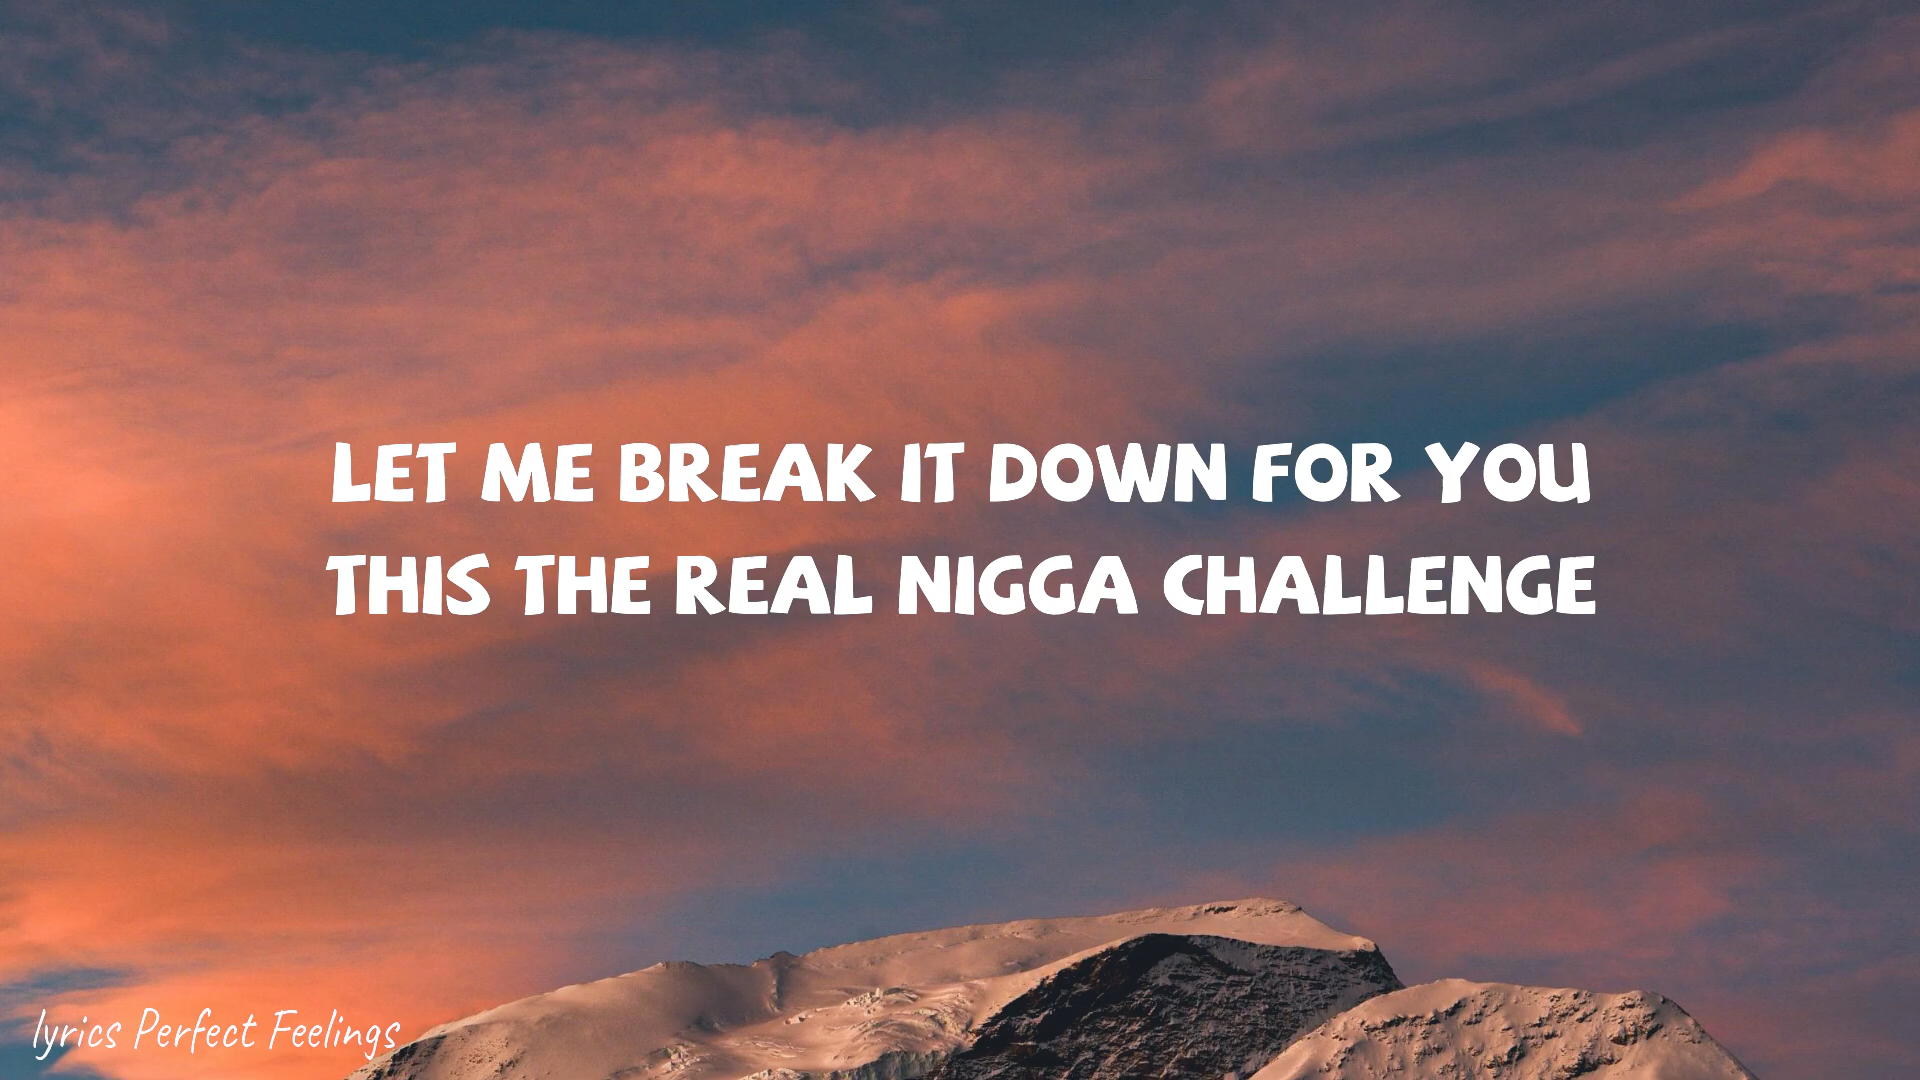 LET ME BREAK IT DOWN FOR YOU
THIS THE REAL NIGGA CHALLENGE
lyrics Perfect Feelings